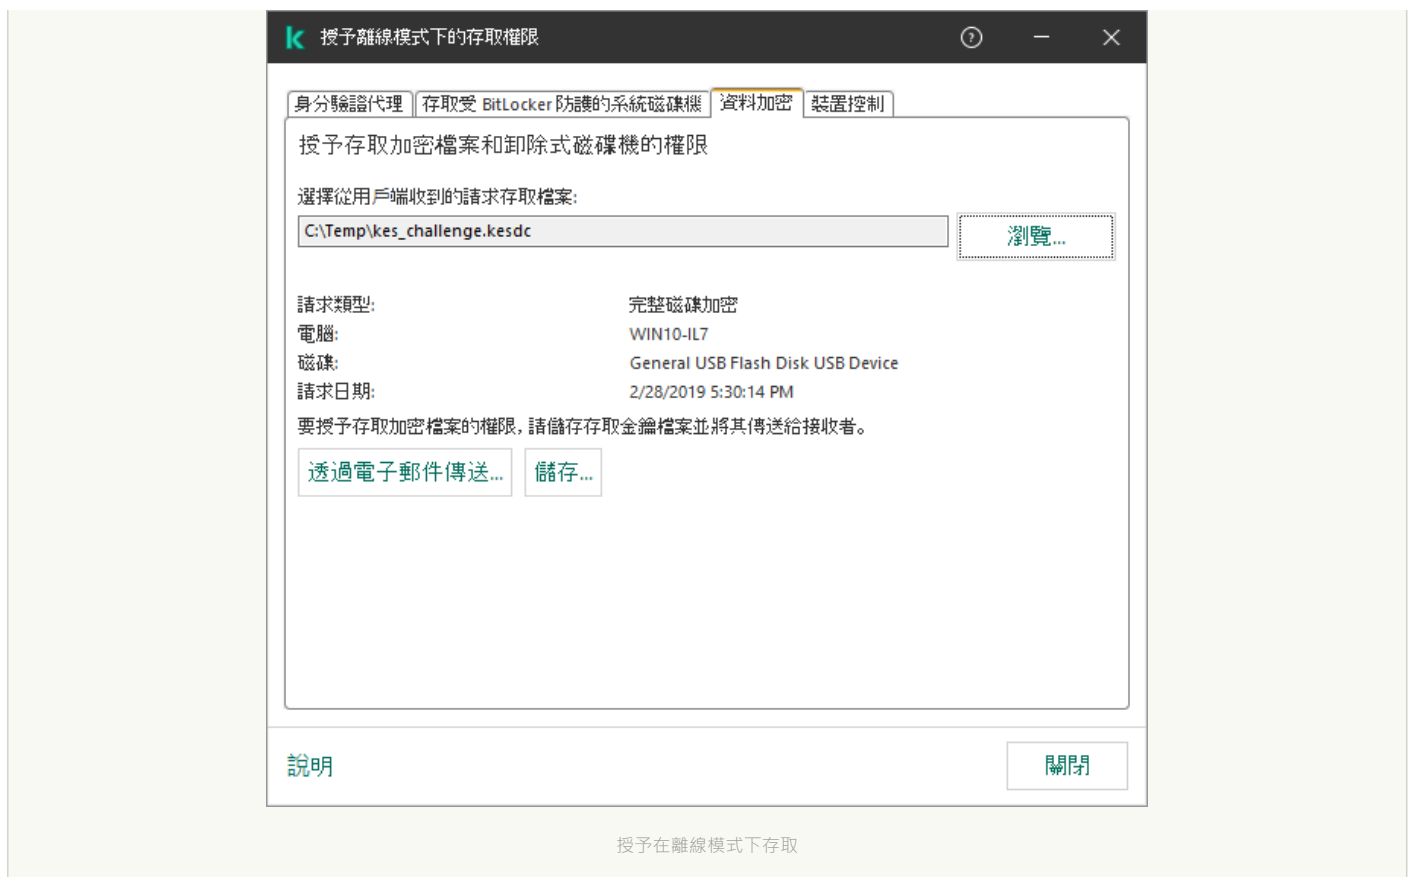 授予離線模式下的存取權限
身分驗證代理 存取受 BitLocker 防護的系統磁碟機 資料加密 裝置控制
授予存取加密檔案和卸除式磁碟機的權限
選擇從用戶端收到的請求存取檔案:
C:\Temp\kes_challenge.kesdc 瀏覽...
請求類型: 完整磁碟加密
電腦: WIN10-IL7
磁碟: General USB Flash Disk USB Device
請求日期: 2/28/2019 5:30:14 PM
要授予存取加密檔案的權限, 請儲存存取金鑰檔案並將其傳送給接收者。
透過電子郵件傳送... 儲存...
說明 關閉
授予在離線模式下存取